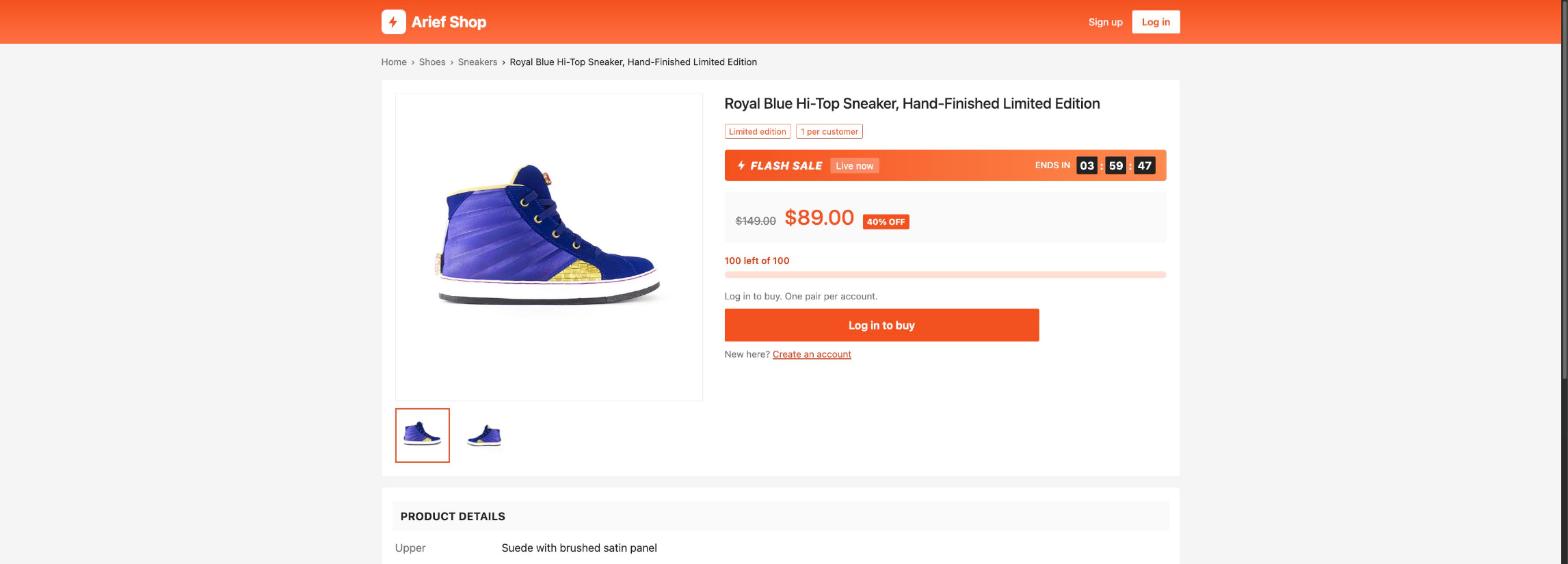 Arief Shop
Sign up
Log in
Home › Shoes › Sneakers › Royal Blue Hi-Top Sneaker, Hand-Finished Limited Edition
Royal Blue Hi-Top Sneaker, Hand-Finished Limited Edition
Limited edition
1 per customer
FLASH SALE Live now ENDS IN 03 : 59 : 47
$149.00 $89.00 40% OFF
100 left of 100
Log in to buy. One pair per account.
Log in to buy
New here? Create an account
PRODUCT DETAILS
Upper Suede with brushed satin panel